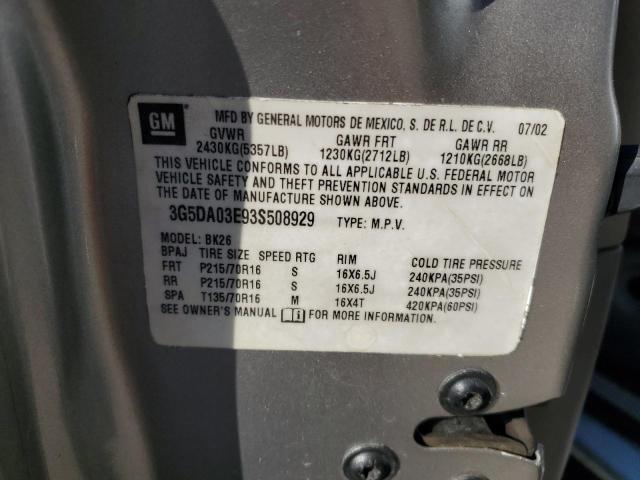 GM
MFD BY GENERAL MOTORS DE MEXICO, S. DE R.L. DE C.V. 07/02
GVWR GAWR FRT GAWR RR
2430KG(5357LB) 1230KG(2712LB) 1210KG(2668LB)
THIS VEHICLE CONFORMS TO ALL APPLICABLE U.S. FEDERAL MOTOR
VEHICLE SAFETY AND THEFT PREVENTION STANDARDS IN EFFECT ON
THE DATE OF MANUFACTURE SHOWN ABOVE.
3G5DA03E93S508929 TYPE: M.P.V.
MODEL: BK26
BPAJ TIRE SIZE SPEED RTG RIM COLD TIRE PRESSURE
FRT P215/70R16 S 16X6.5J 240KPA(35PSI)
RR P215/70R16 S 16X6.5J 240KPA(35PSI)
SPA T135/70R16 M 16X4T 420KPA(60PSI)
SEE OWNER'S MANUAL FOR MORE INFORMATION.